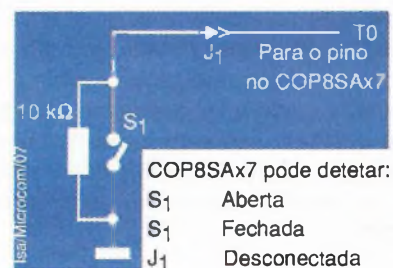 T0
J1
Para o pino
no COP8SAx7
10 kΩ
S1
COP8SAx7 pode detetar:
S1 Aberta
S1 Fechada
J1 Desconectada
Isa/Microcom/07